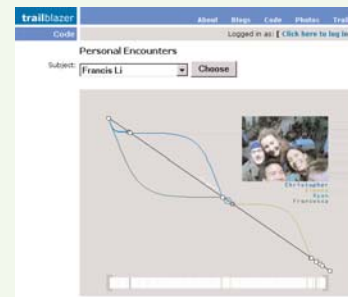 trailblazer
About Blogs Code Photos Trail
Code
Logged in as: [ Click here to log in
Personal Encounters
Subject:
Francis Li
Choose
Christopher
Francis
Ryan